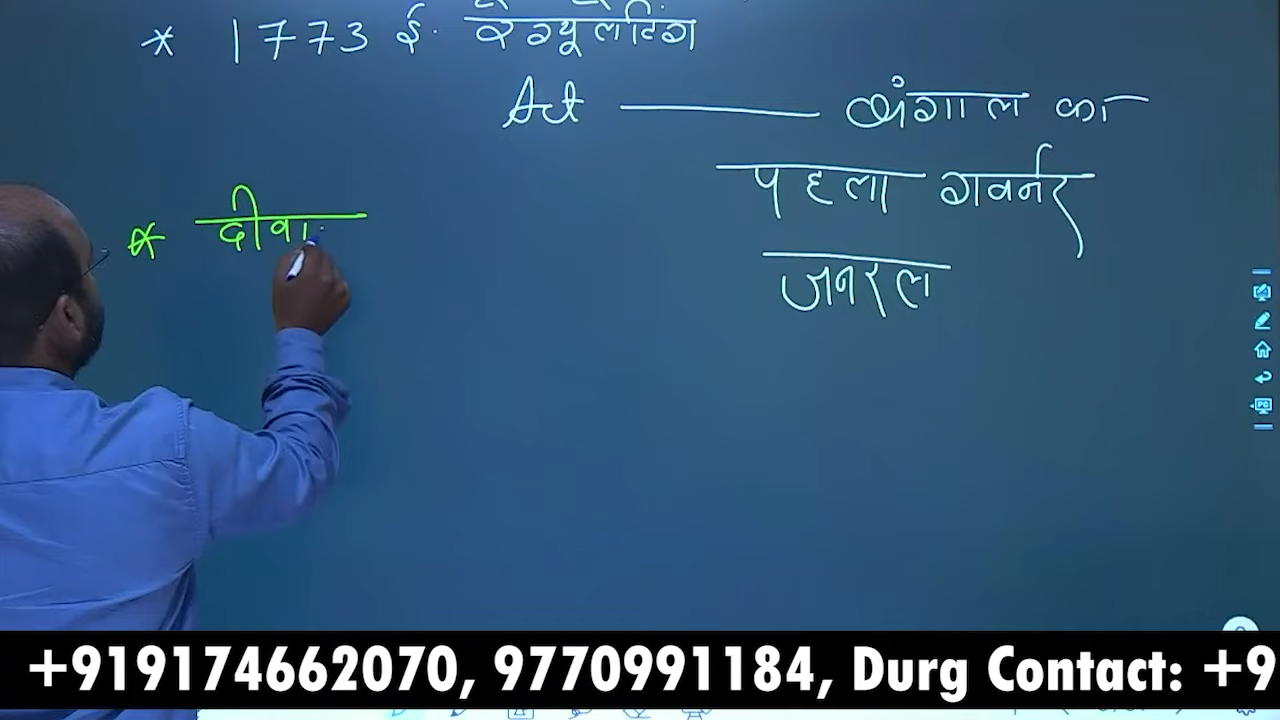 * 1773 ई. रेग्यूलेटिंग
Act —— बंगाल का
पहला गवर्नर
जनरल
* दीवा
+919174662070, 9770991184, Durg Contact: +9